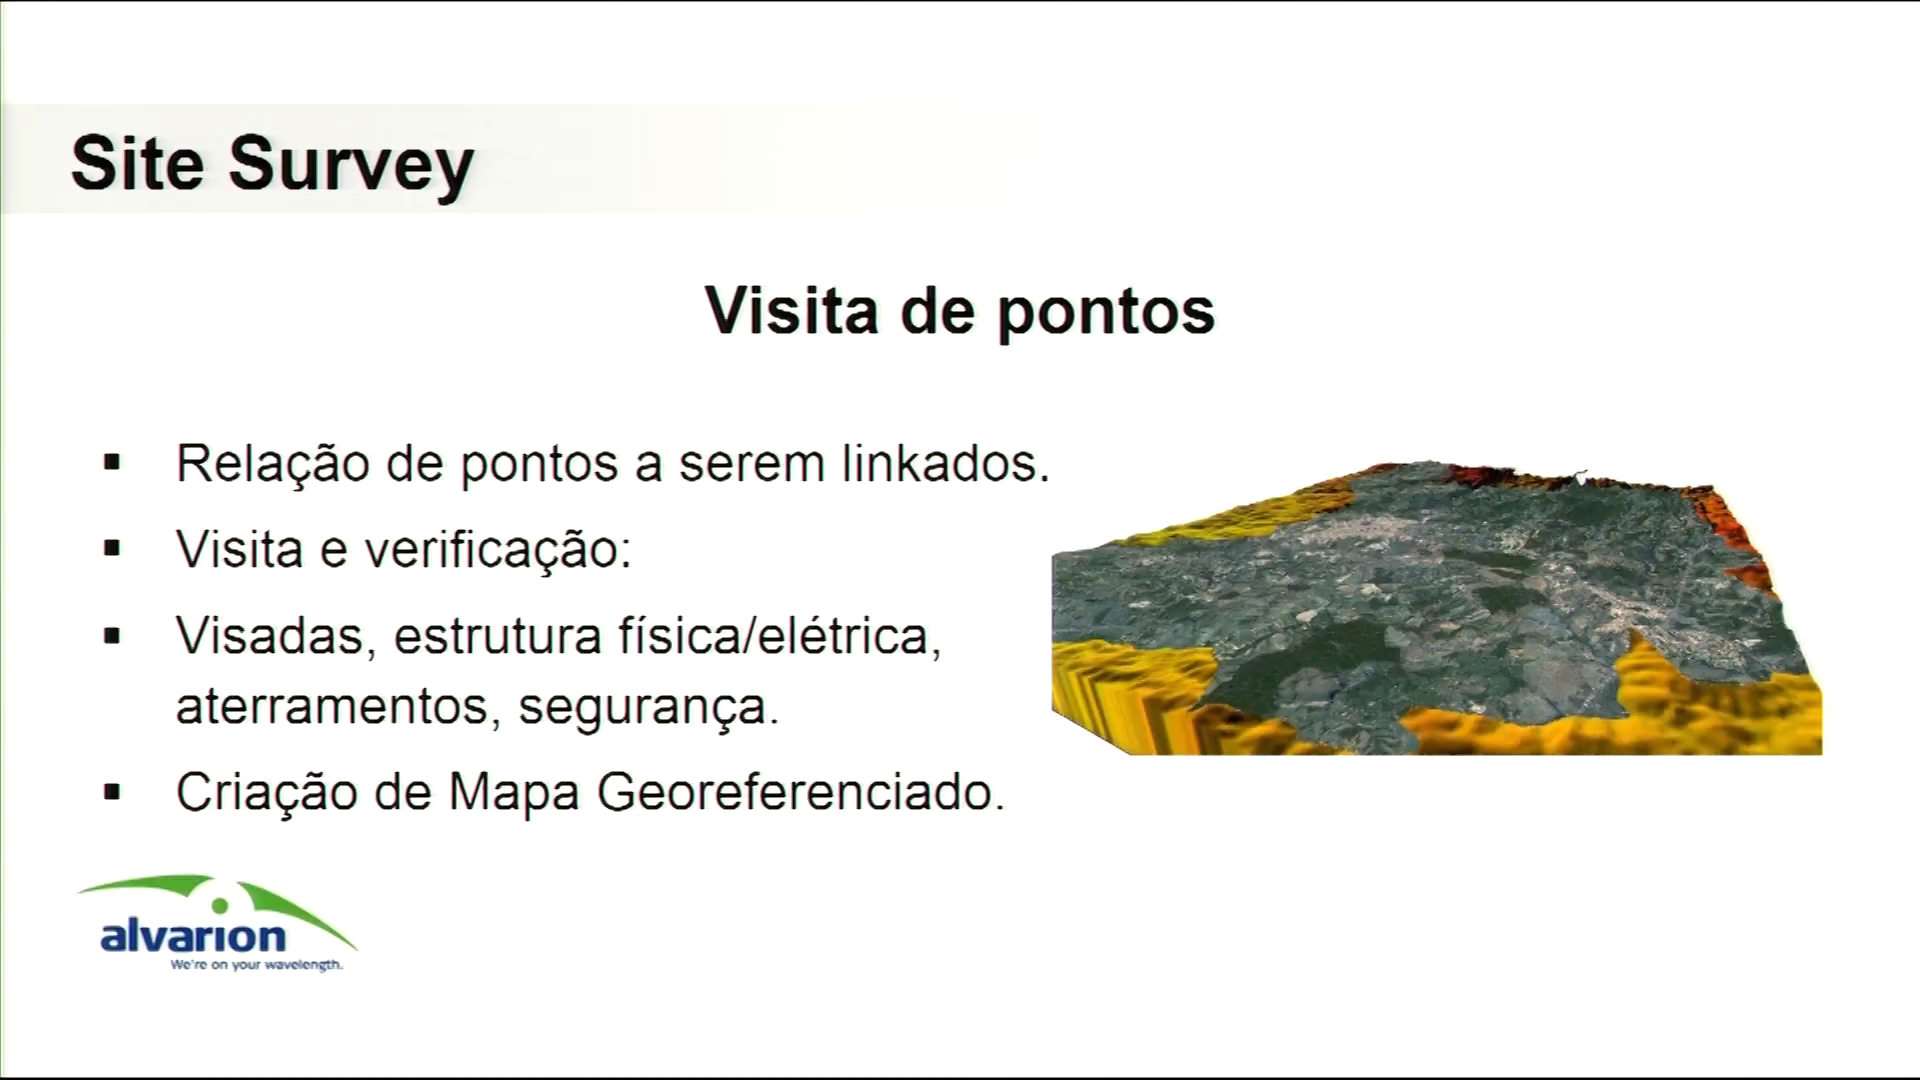 Site Survey
Visita de pontos
▪ Relação de pontos a serem linkados.
▪ Visita e verificação:
▪ Visadas, estrutura física/elétrica,
aterramentos, segurança.
▪ Criação de Mapa Georeferenciado.
alvarion
We're on your wavelength.